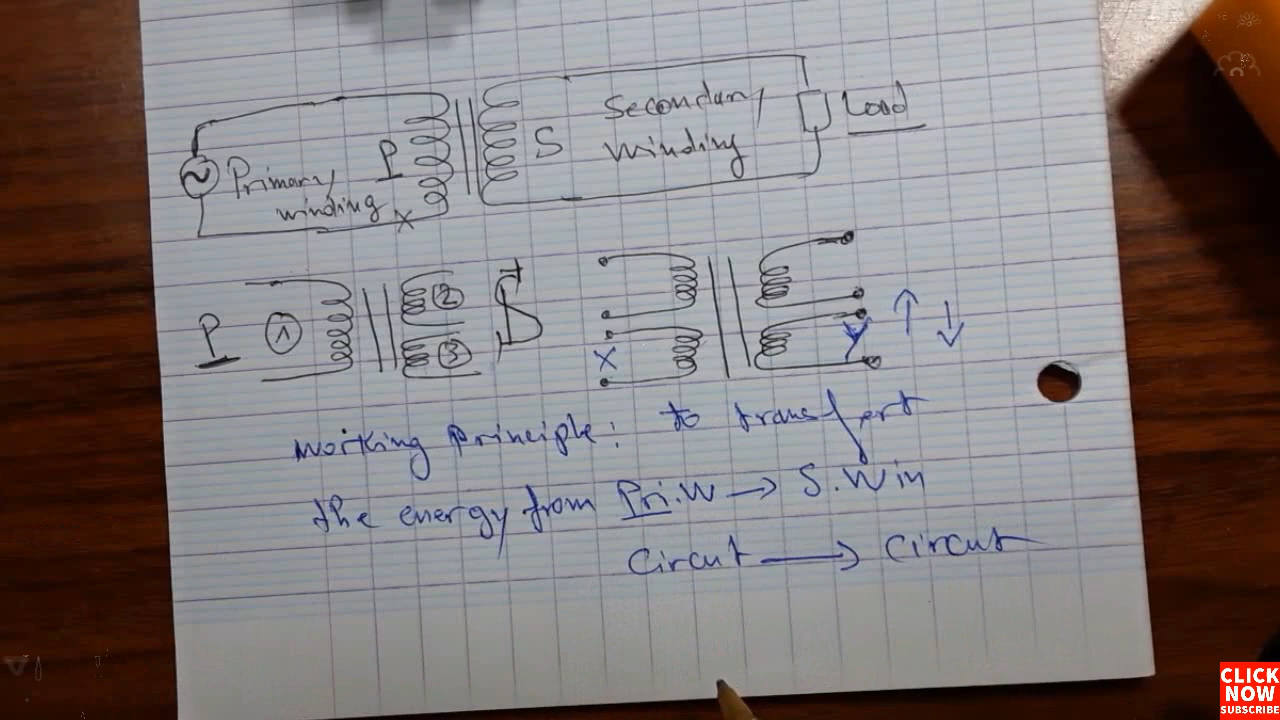 Secondary
winding
Load
S
P
Primary
winding
X
P
1
2
3
S
X
Y
working principle: to transfert
the energy from Pri.W → S.Win
Circut → Circut
CLICK
NOW
SUBSCRIBE